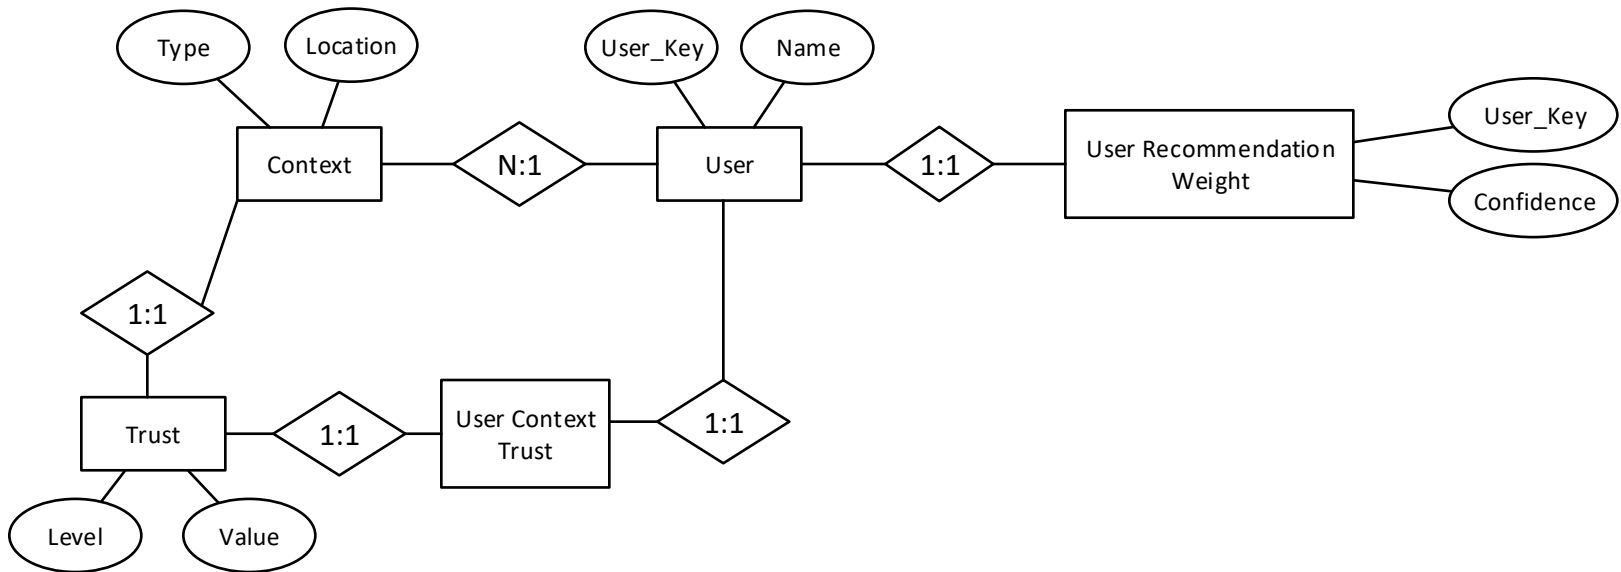 Type
Location
User_Key
Name
User_Key
Context
N:1
User
1:1
User Recommendation
Weight
Confidence
1:1
Trust
1:1
User Context
Trust
1:1
Level
Value